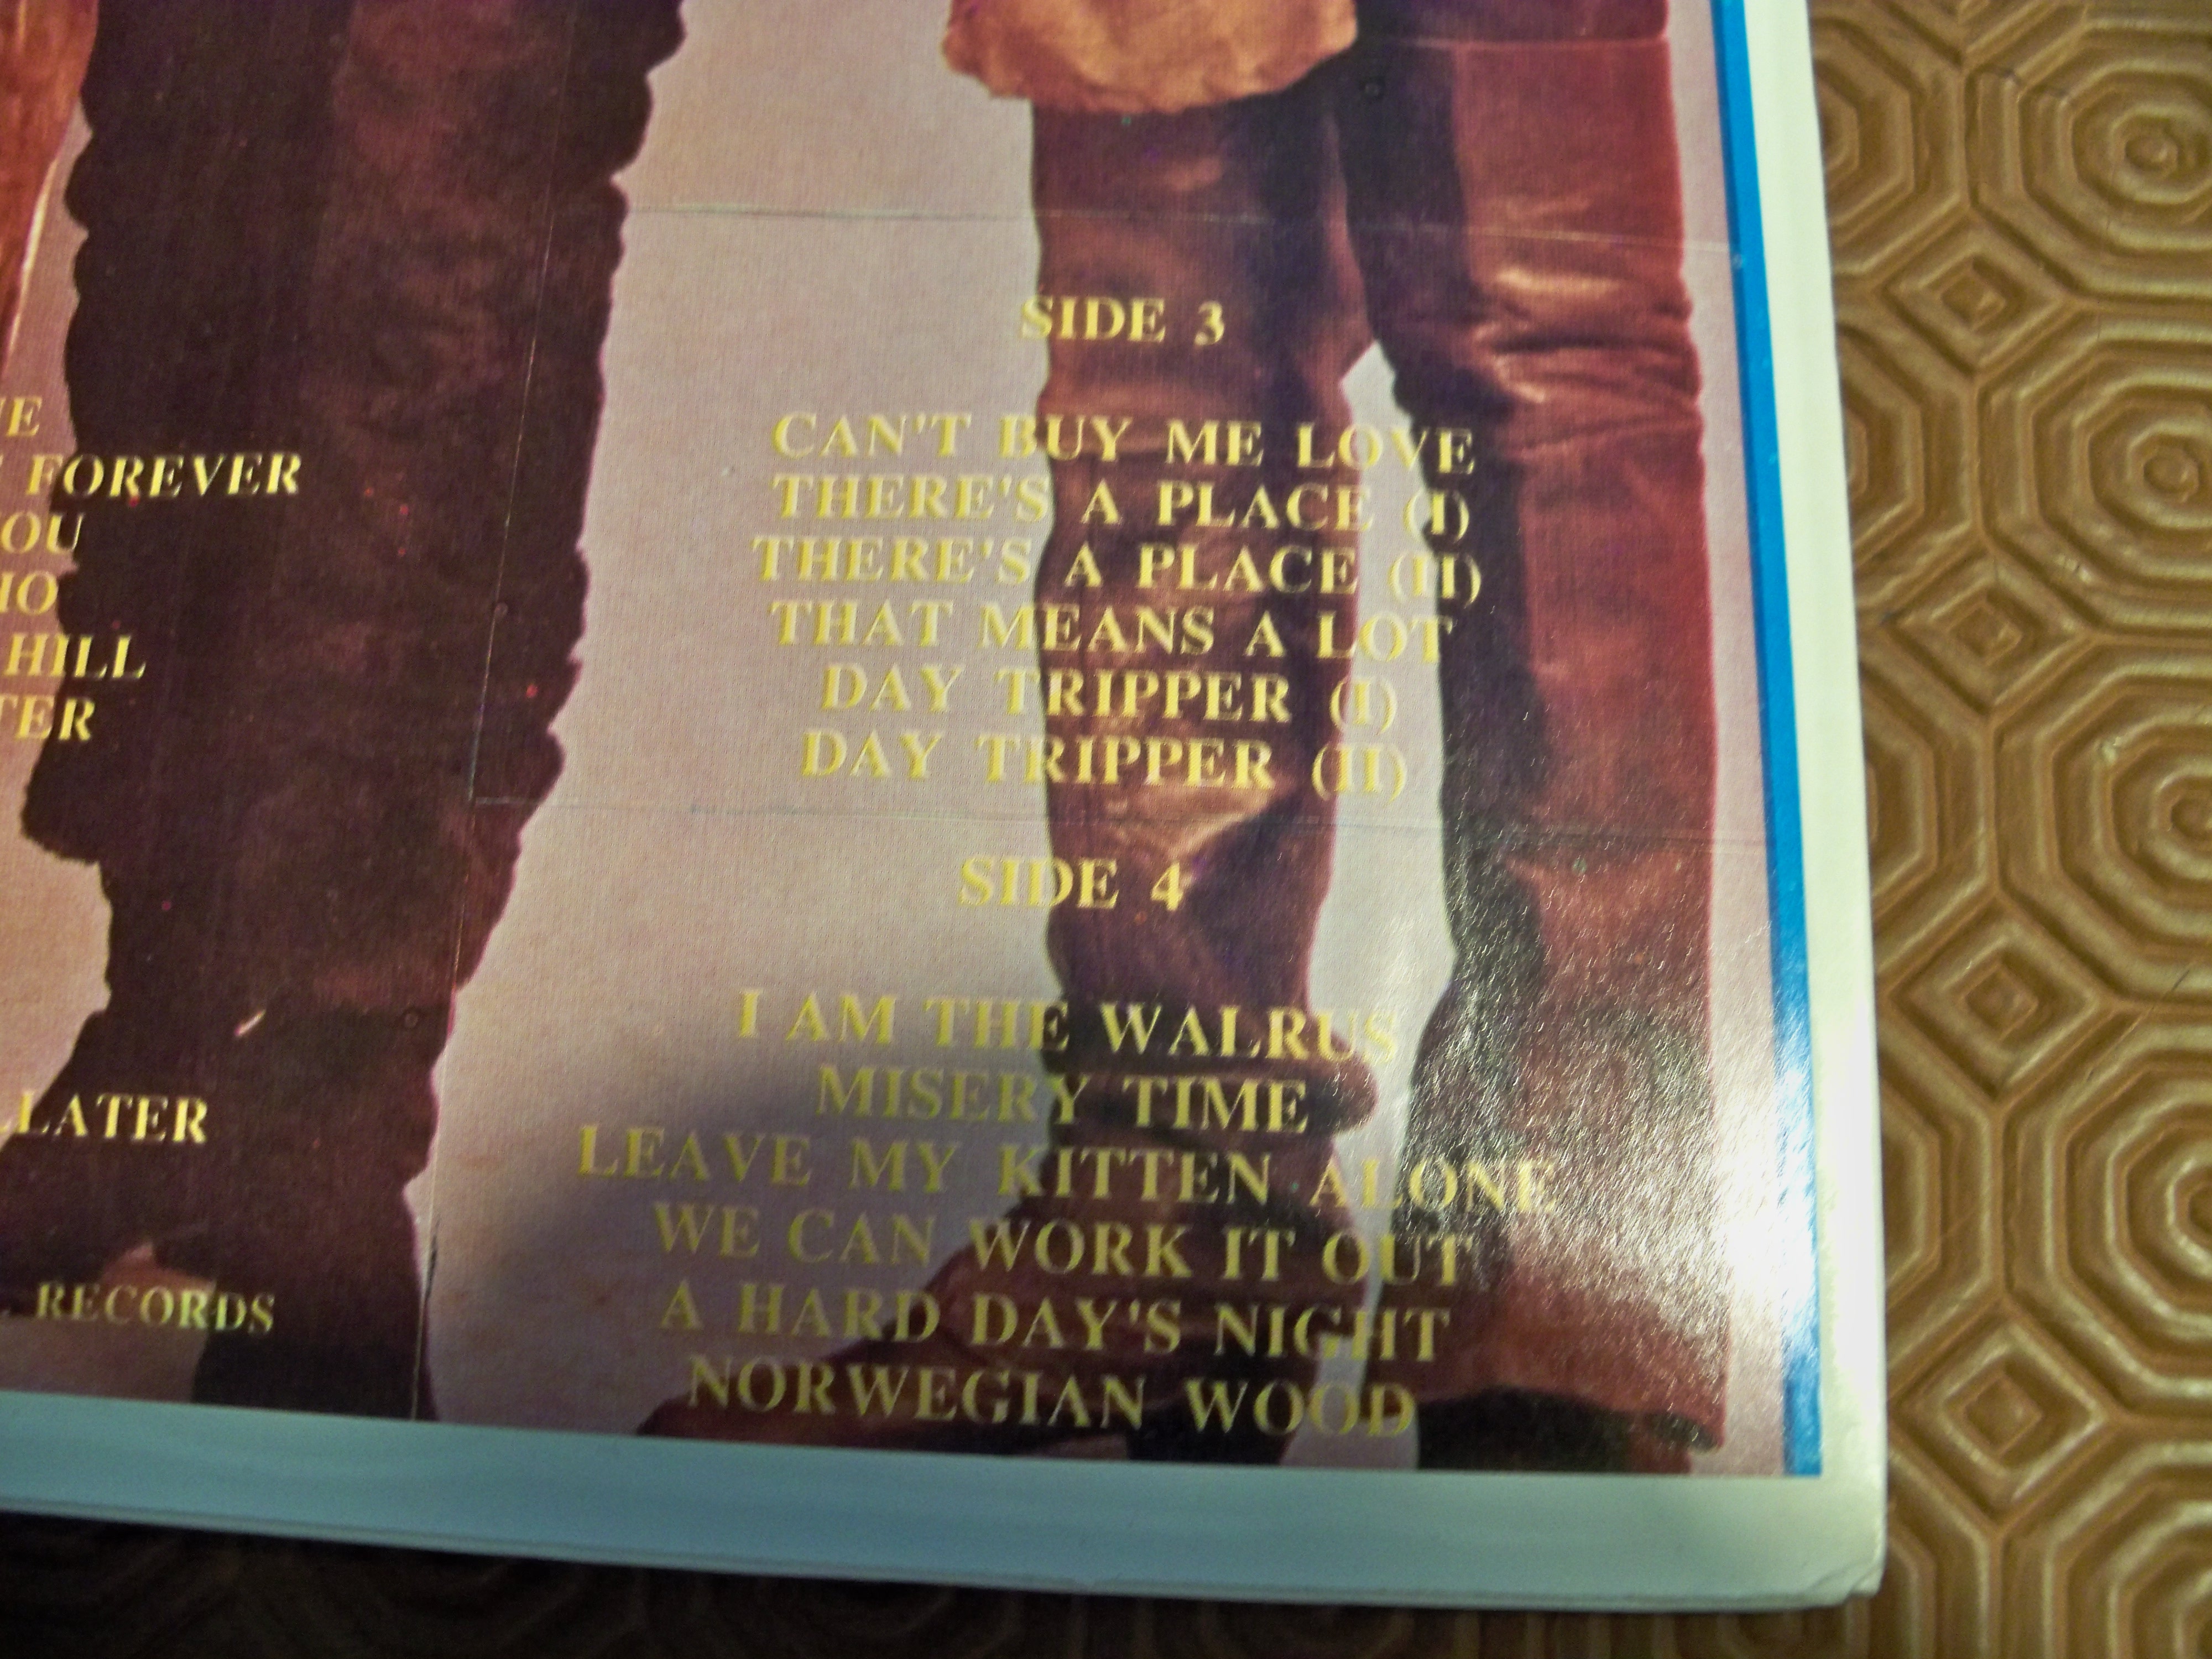 FOREVER
HILL
LATER
RECORDS
SIDE 3
CAN'T BUY ME LOVE
THERE'S A PLACE (I)
THERE'S A PLACE (II)
THAT MEANS A LOT
DAY TRIPPER (I)
DAY TRIPPER (II)
SIDE 4
I AM THE WALRUS
MISERY TIME
LEAVE MY KITTEN ALONE
WE CAN WORK IT OUT
A HARD DAY'S NIGHT
NORWEGIAN WOOD